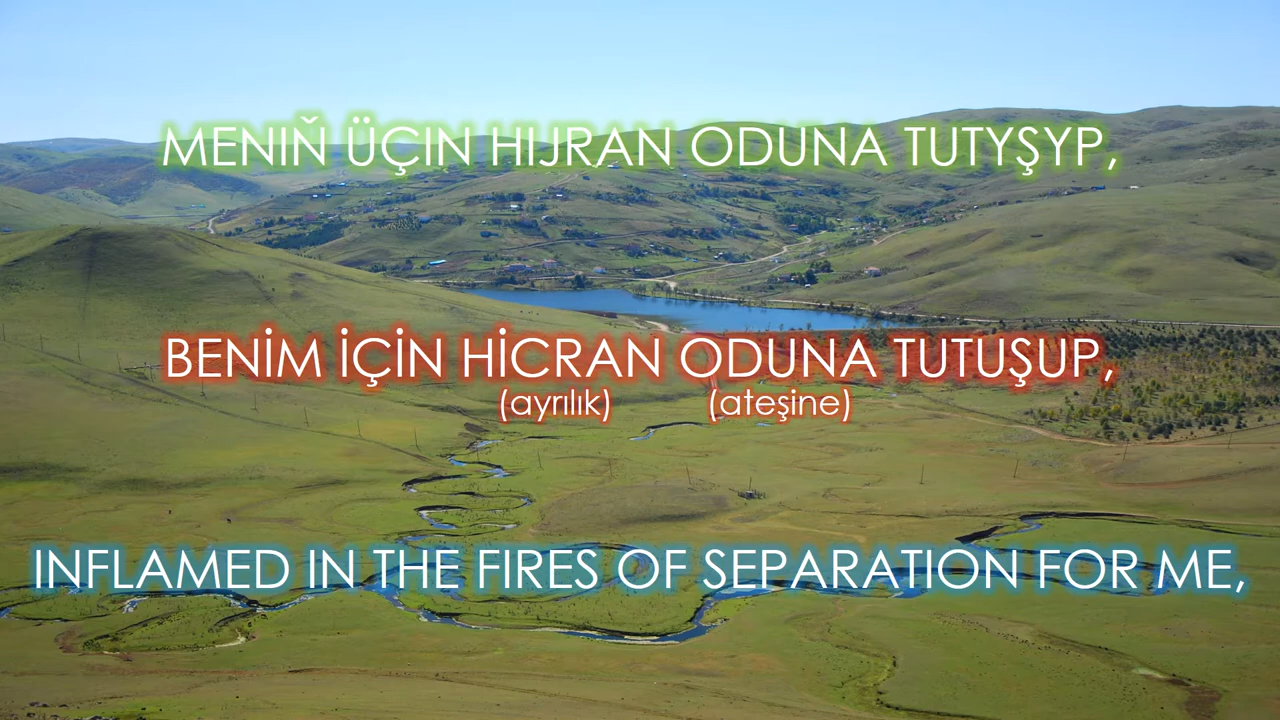 MENIŇ ÜÇIN HIJRAN ODUNA TUTYŞYP,
BENİM İÇİN HİCRAN ODUNA TUTUŞUP,
(ayrılık) (ateşine)
INFLAMED IN THE FIRES OF SEPARATION FOR ME,